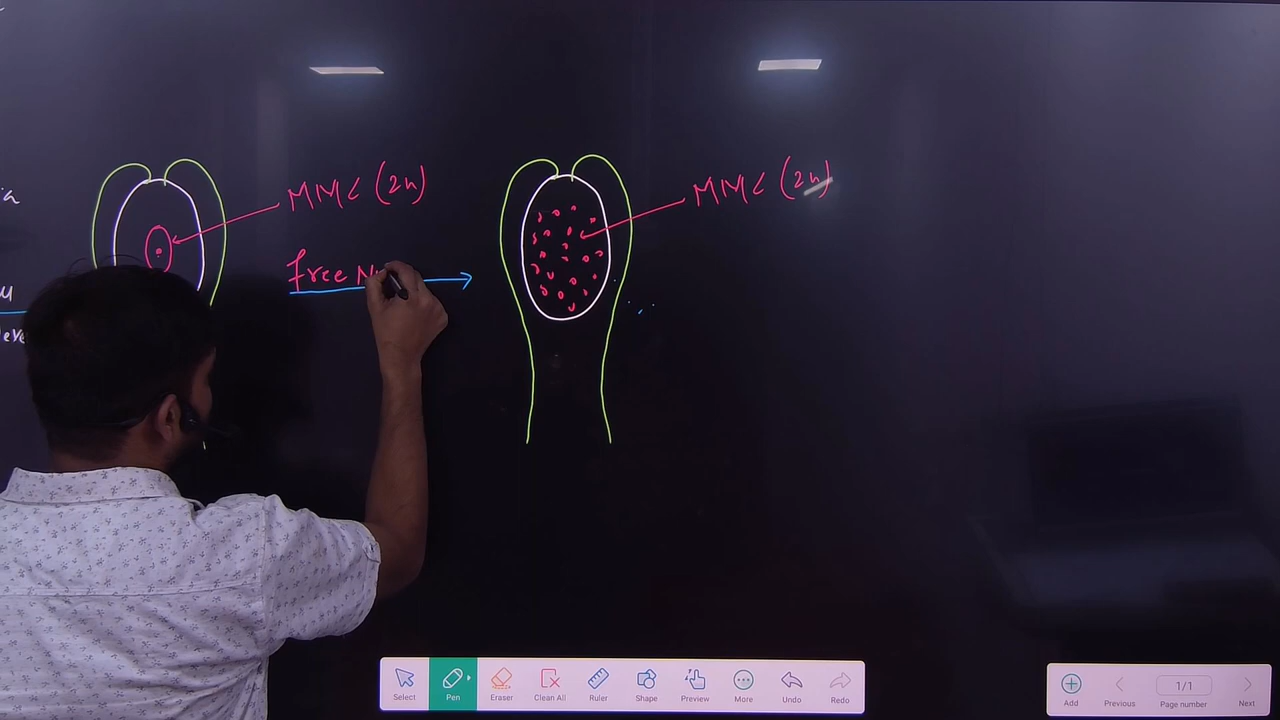 MMC (2n)
MMC (2n)
free Nu
Select
Pen
Eraser
Clean All
Ruler
Shape
Preview
More
Undo
Redo
Add
Previous
1/1
Page number
Next